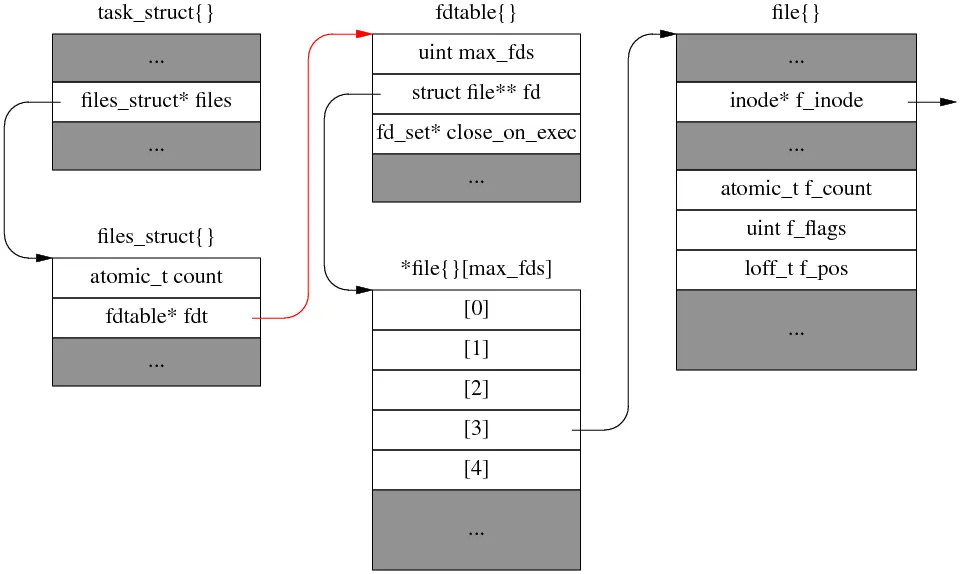 task_struct{}
...
files_struct* files
...
files_struct{}
atomic_t count
fdtable* fdt
...
fdtable{}
uint max_fds
struct file** fd
fd_set* close_on_exec
...
*file{}[max_fds]
[0]
[1]
[2]
[3]
[4]
...
file{}
...
inode* f_inode
...
atomic_t f_count
uint f_flags
loff_t f_pos
...